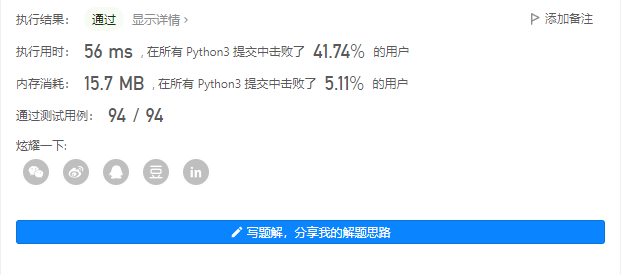 执行结果： 通过 显示详情 > 添加备注
执行用时： 56 ms , 在所有 Python3 提交中击败了 41.74% 的用户
内存消耗： 15.7 MB , 在所有 Python3 提交中击败了 5.11% 的用户
通过测试用例： 94 / 94
炫耀一下:
豆 in
写题解，分享我的解题思路